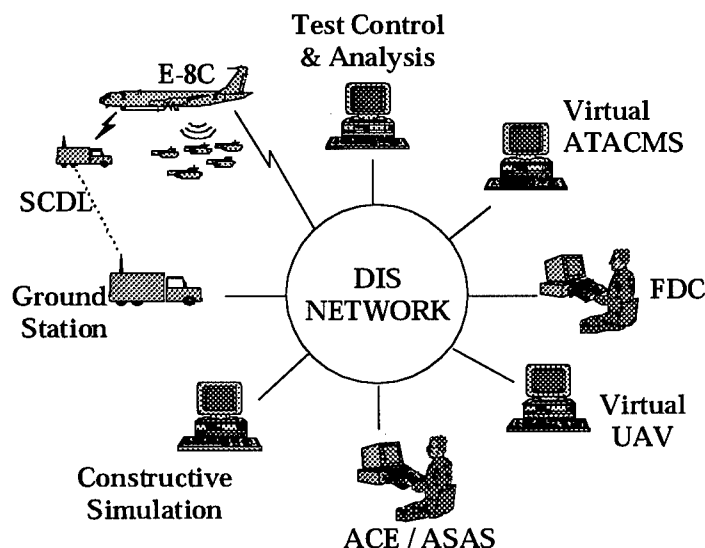 Test Control
& Analysis
E-8C
Virtual
ATACMS
SCDL
DIS
NETWORK
FDC
Ground
Station
Virtual
UAV
Constructive
Simulation
ACE / ASAS